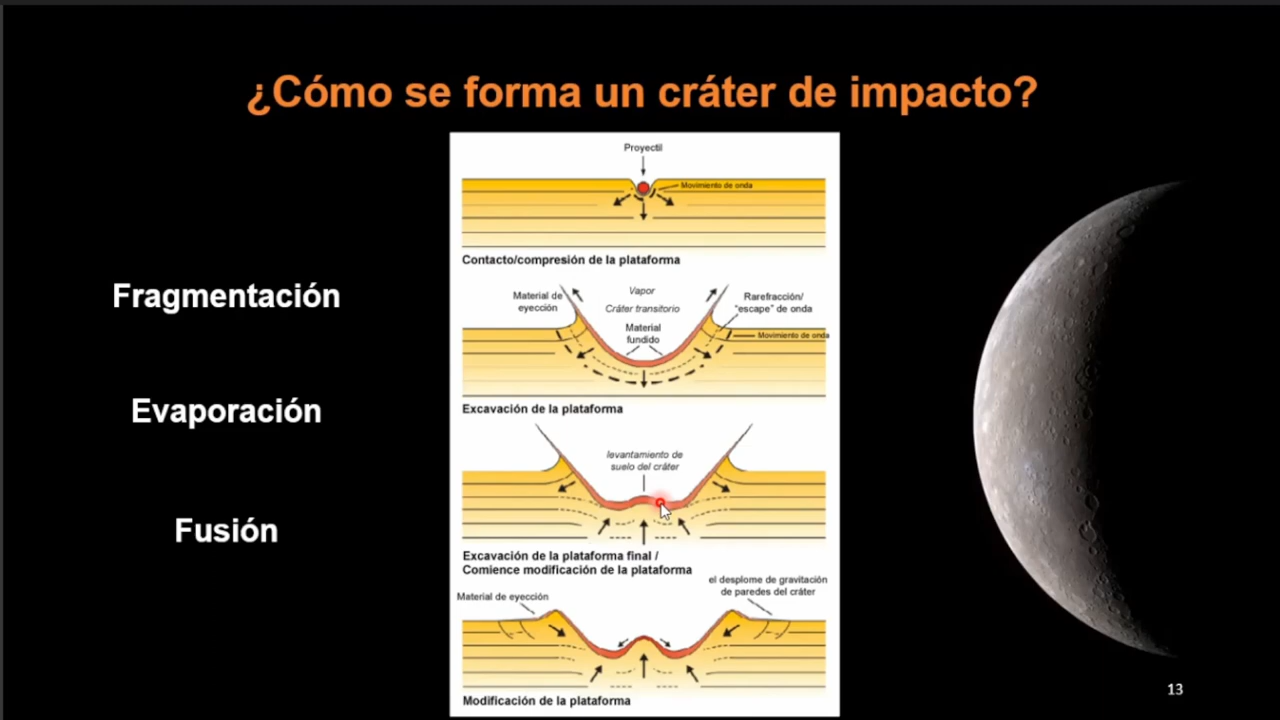 ¿Cómo se forma un cráter de impacto?
Fragmentación
Evaporación
Fusión
Proyectil
Movimiento de onda
Contacto/compresión de la plataforma
Material de
eyección
Vapor
Cráter transitorio
Material
fundido
Rarefracción/
"escape" de onda
Movimiento de onda
Excavación de la plataforma
levantamiento de
suelo del cráter
Excavación de la plataforma final /
Comience modificación de la plataforma
Material de eyección
el desplome de gravitación
de paredes del cráter
Modificación de la plataforma
13